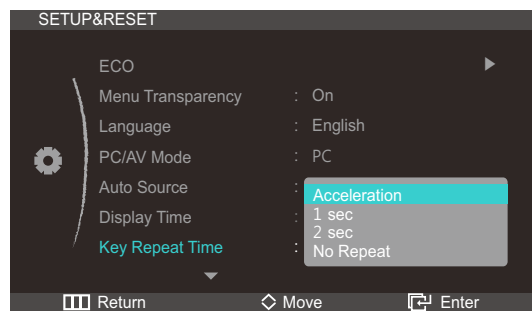 SETUP&RESET
ECO
Menu Transparency : On
Language : English
PC/AV Mode : PC
Auto Source :
Display Time :
Key Repeat Time :
Acceleration
1 sec
2 sec
No Repeat
Return Move Enter